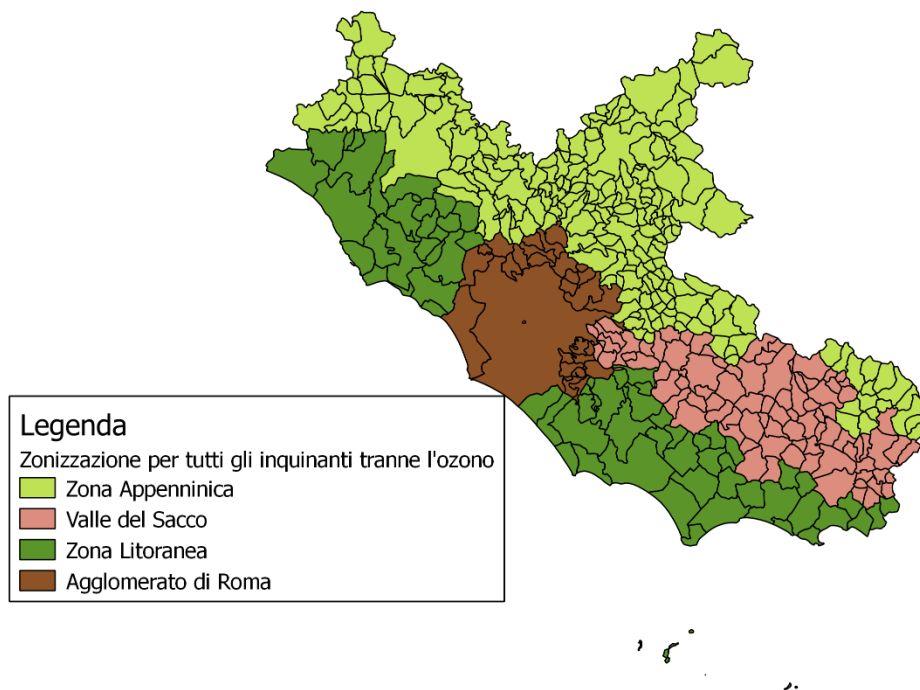 Legenda
Zonizzazione per tutti gli inquinanti tranne l'ozono
Zona Appenninica
Valle del Sacco
Zona Litoranea
Agglomerato di Roma